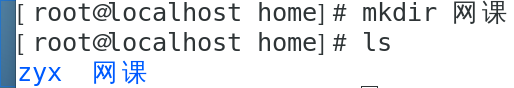 [root@localhost home]# mkdir 网课
[root@localhost home]# ls
zyx  网课